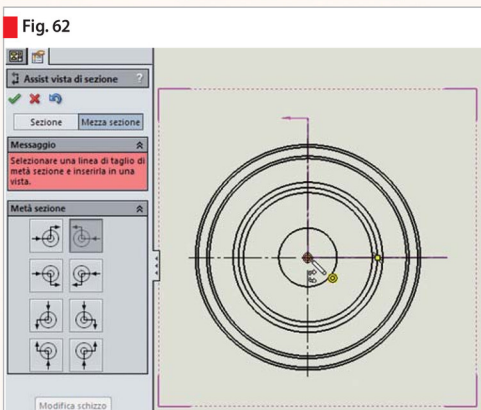 Fig. 62
Assist vista di sezione ?
Sezione Mezza sezione
Messaggio
Selezionare una linea di taglio di
metà sezione e inserirla in una
vista.
Metà sezione
Modifica schizzo